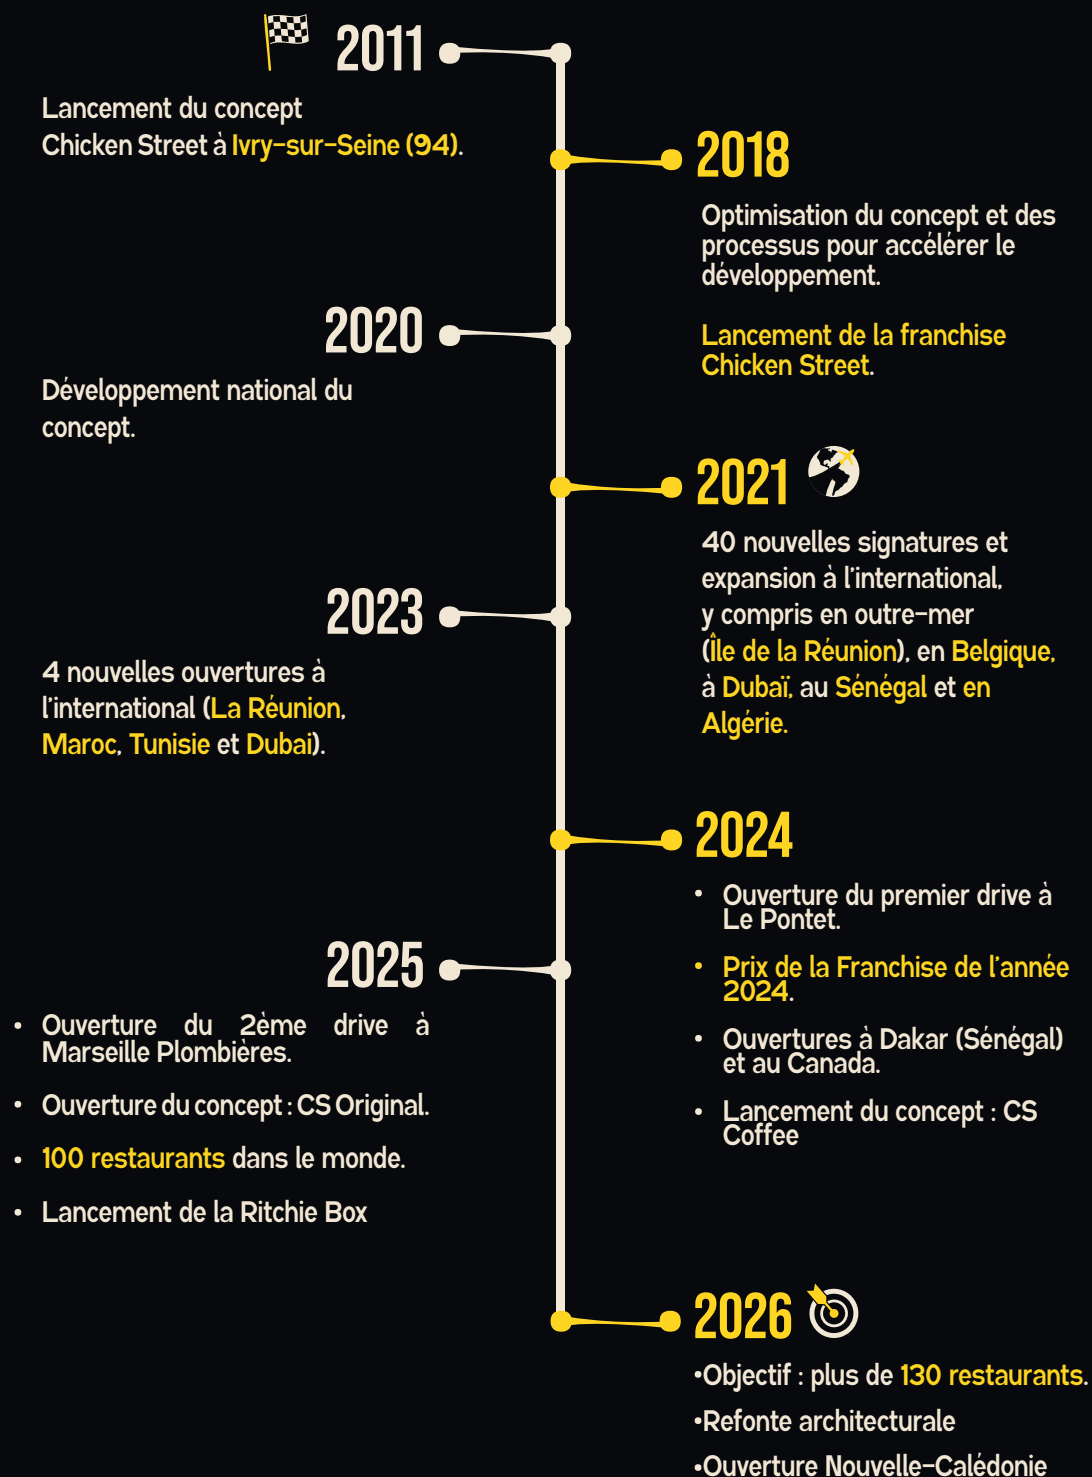 2011
Lancement du concept
Chicken Street à Ivry-sur-Seine (94).
2018
Optimisation du concept et des
processus pour accélérer le
développement.
Lancement de la franchise
Chicken Street.
2020
Développement national du
concept.
2021
40 nouvelles signatures et
expansion à l'international,
y compris en outre-mer
(Île de la Réunion), en Belgique,
à Dubaï, au Sénégal et en
Algérie.
2023
4 nouvelles ouvertures à
l'international (La Réunion,
Maroc, Tunisie et Dubai).
2024
• Ouverture du premier drive à
Le Pontet.
• Prix de la Franchise de l'année
2024.
• Ouvertures à Dakar (Sénégal)
et au Canada.
• Lancement du concept : CS
Coffee
2025
• Ouverture du 2ème drive à
Marseille Plombières.
• Ouverture du concept : CS Original.
• 100 restaurants dans le monde.
• Lancement de la Ritchie Box
2026
•Objectif : plus de 130 restaurants.
•Refonte architecturale
•Ouverture Nouvelle-Calédonie